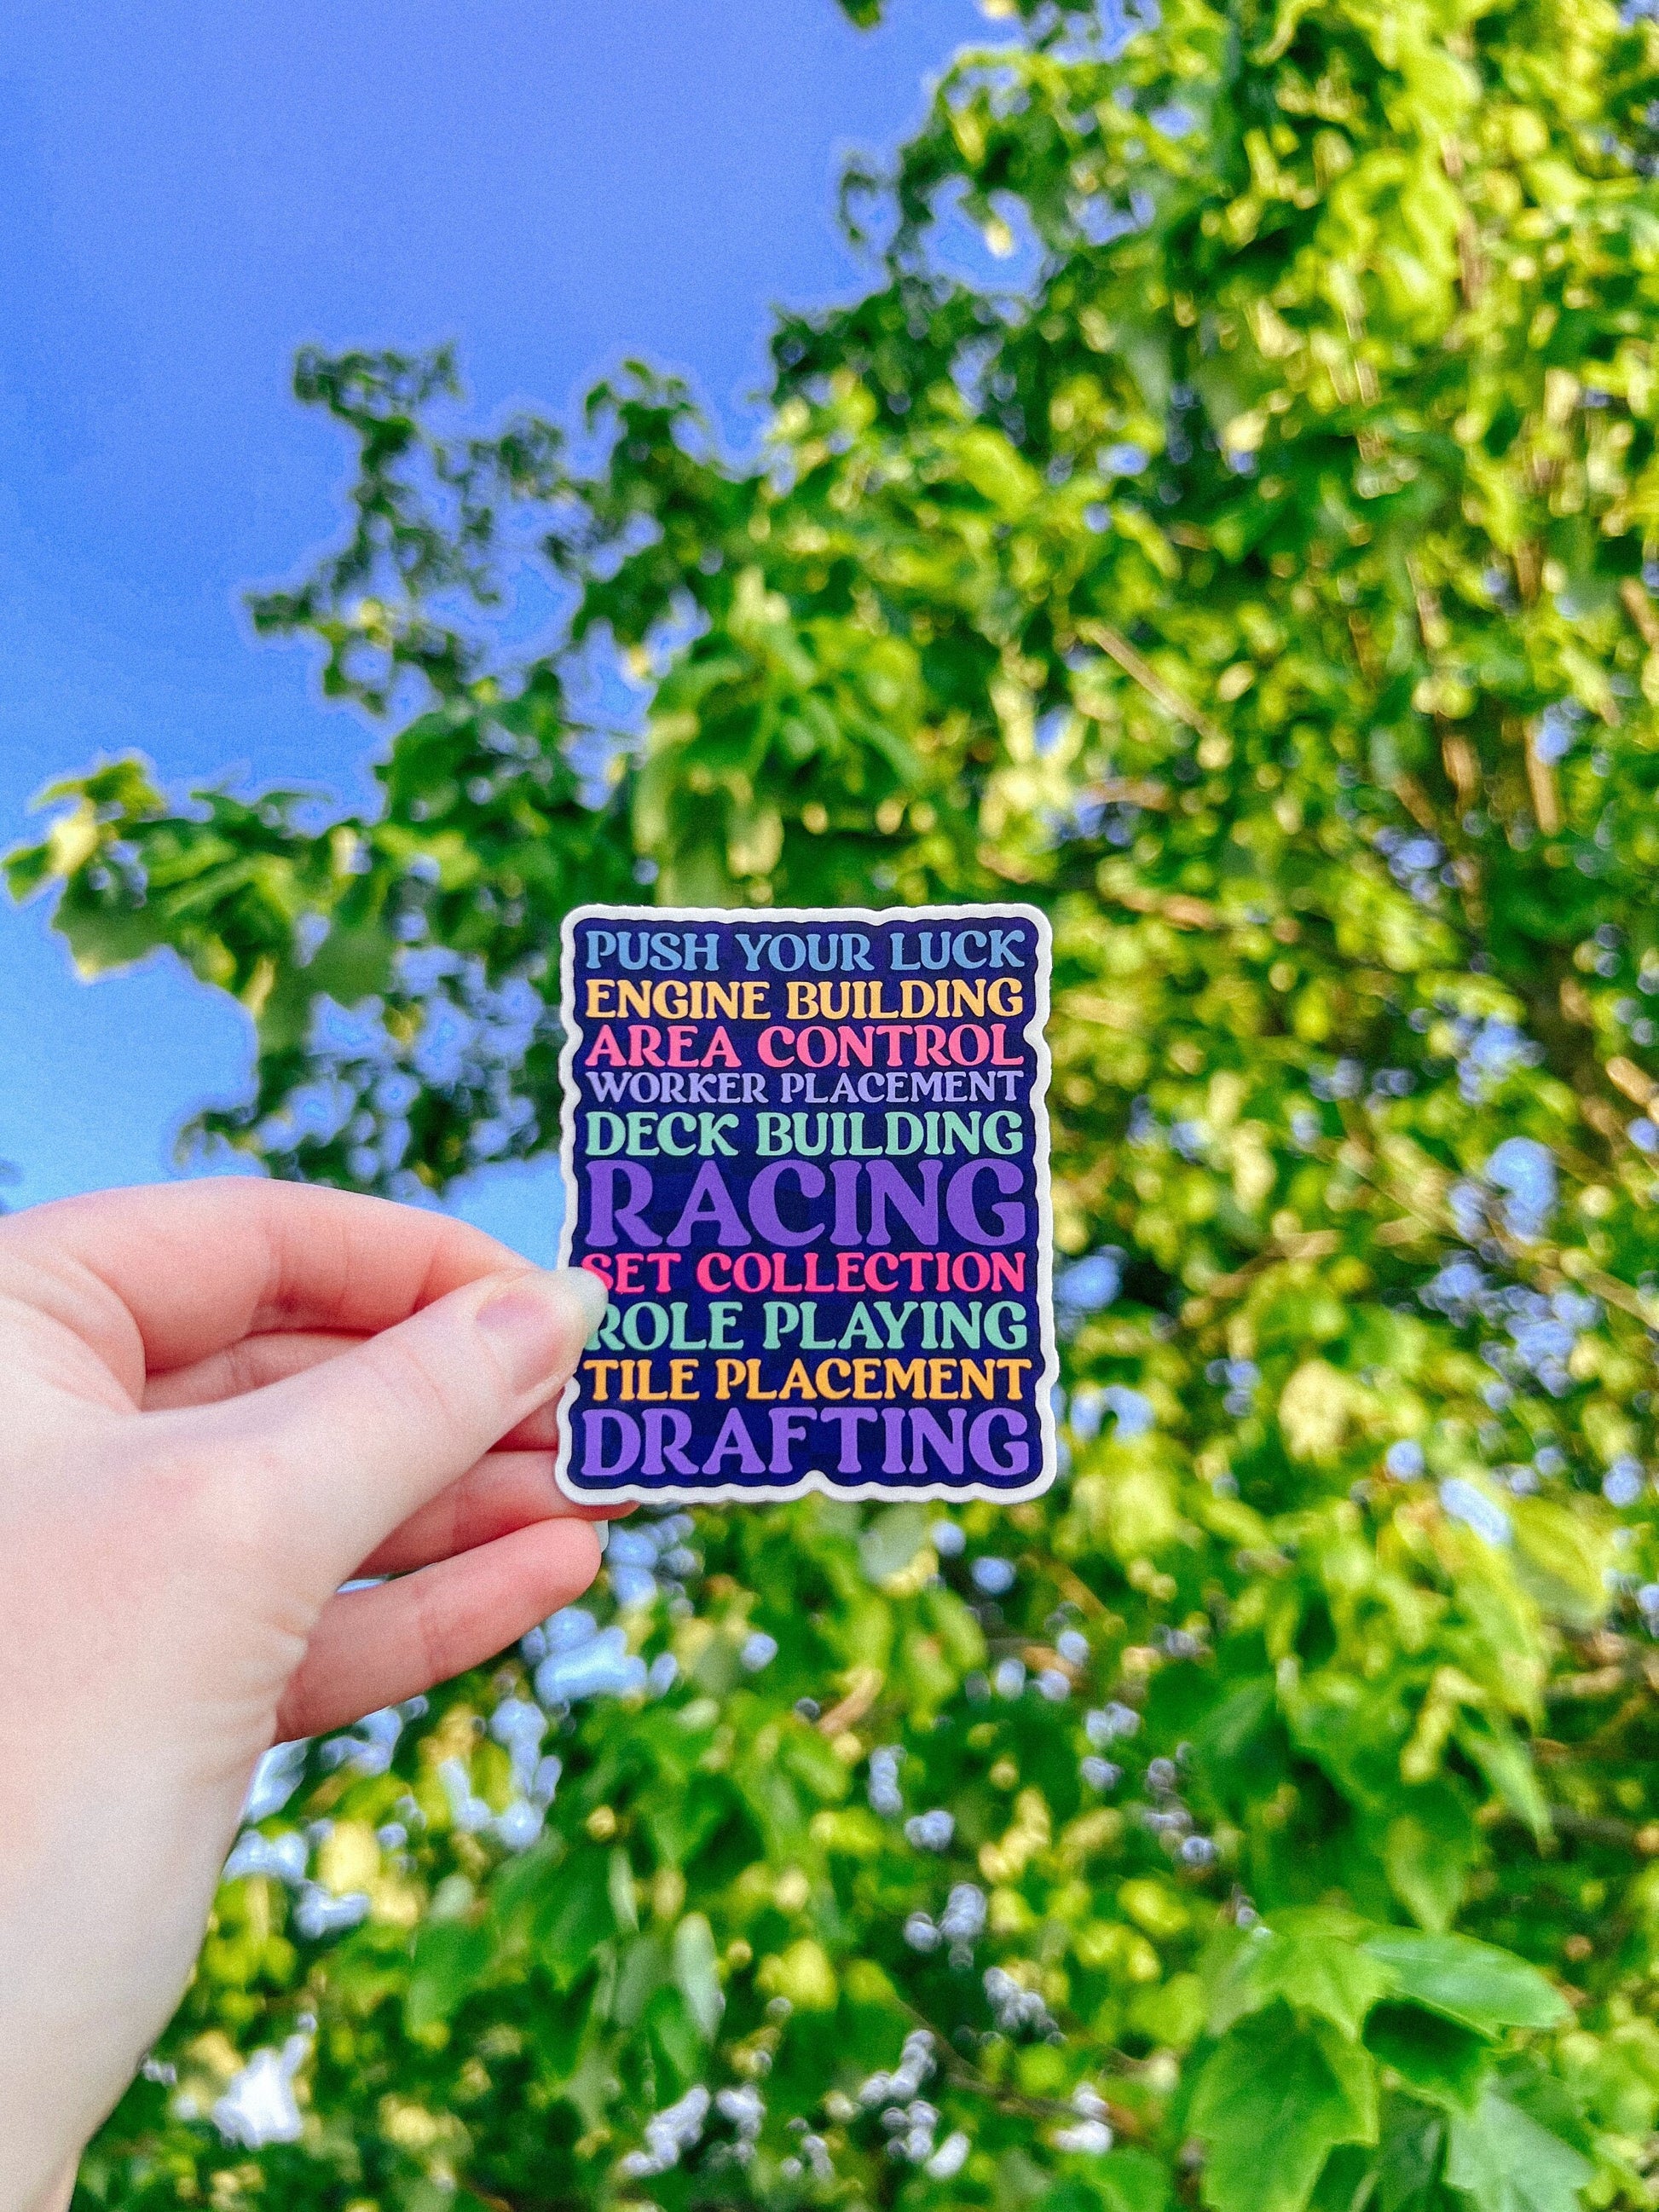 PUSH YOUR LUCK
ENGINE BUILDING
AREA CONTROL
WORKER PLACEMENT
DECK BUILDING
RACING
SET COLLECTION
ROLE PLAYING
TILE PLACEMENT
DRAFTING